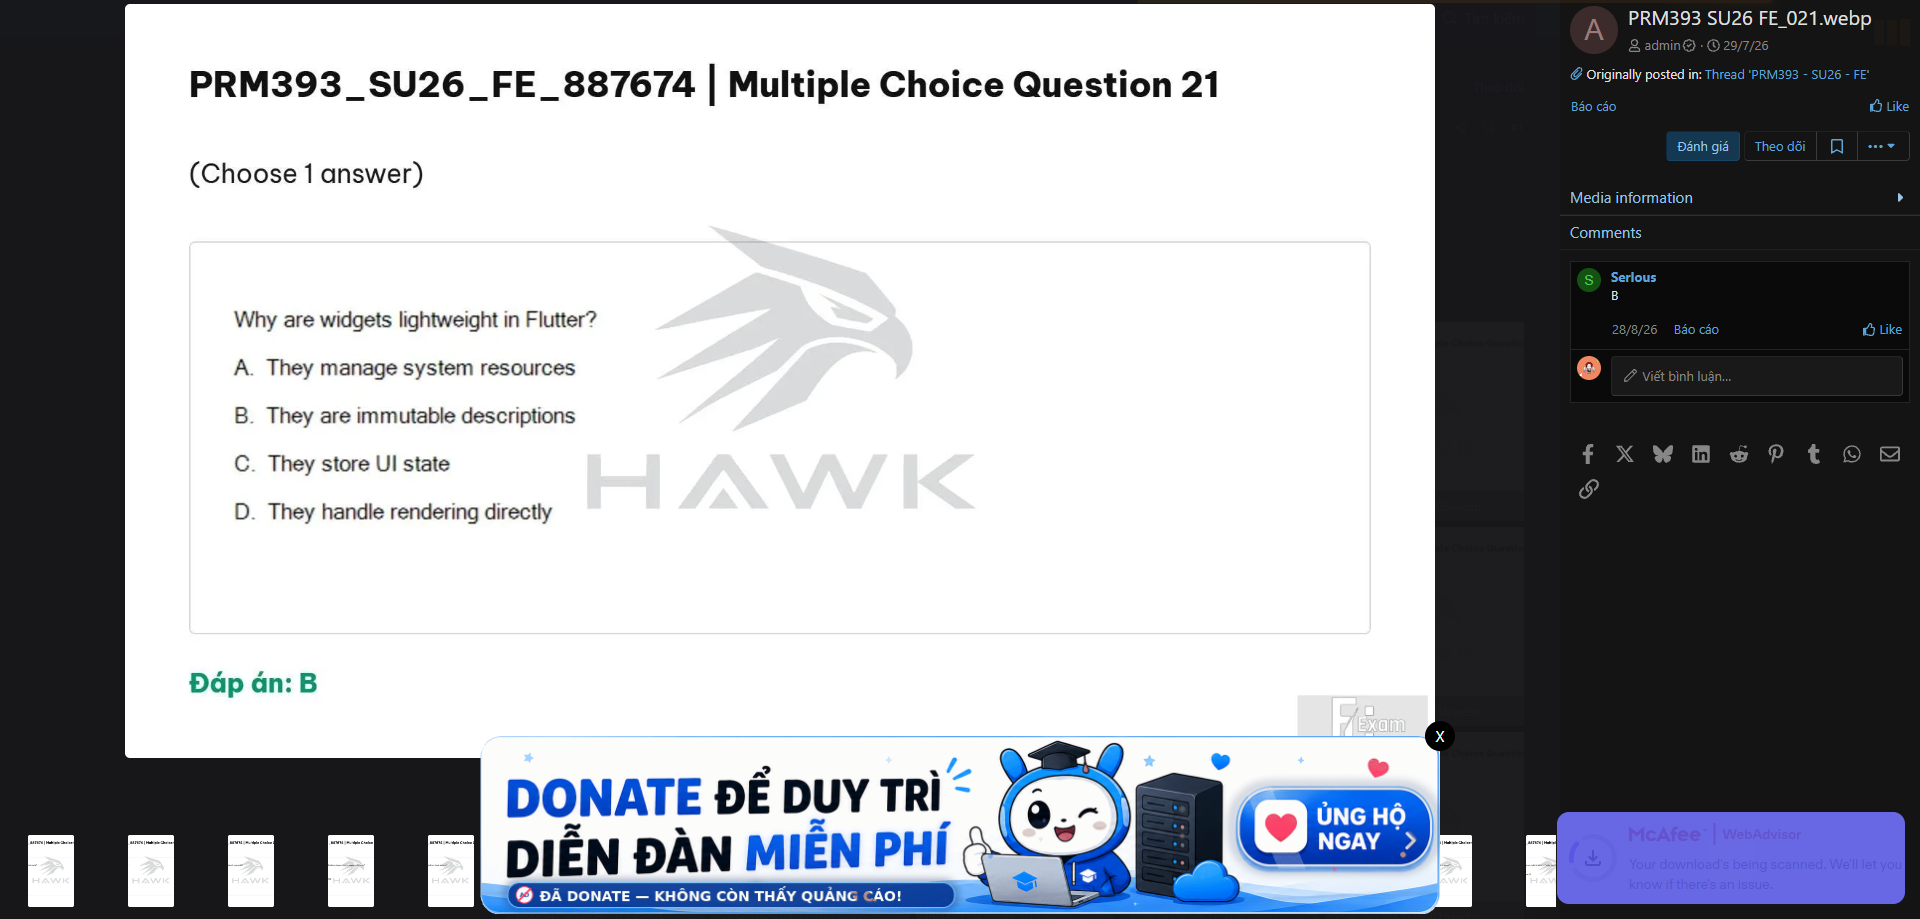 PRM393_SU26_FE_887674 | Multiple Choice Question 21
(Choose 1 answer)
Why are widgets lightweight in Flutter?
A. They manage system resources
B. They are immutable descriptions
C. They store UI state
D. They handle rendering directly
HAWK
Đáp án: B
Exam
X
DONATE ĐỂ DUY TRÌ
DIỄN ĐÀN MIỄN PHÍ
ĐÃ DONATE — KHÔNG CÒN THẤY QUẢNG CÁO!
ỦNG HỘ
NGAY
A
PRM393 SU26 FE_021.webp
admin · 29/7/26
Originally posted in: Thread 'PRM393 - SU26 - FE'
Báo cáo
Like
Đánh giá
Theo dõi
Media information
Comments
S
Serlous
B
28/8/26
Báo cáo
Like
Viết bình luận...
McAfee | WebAdvisor
Your download's being scanned. We'll let you
know if there's an issue.